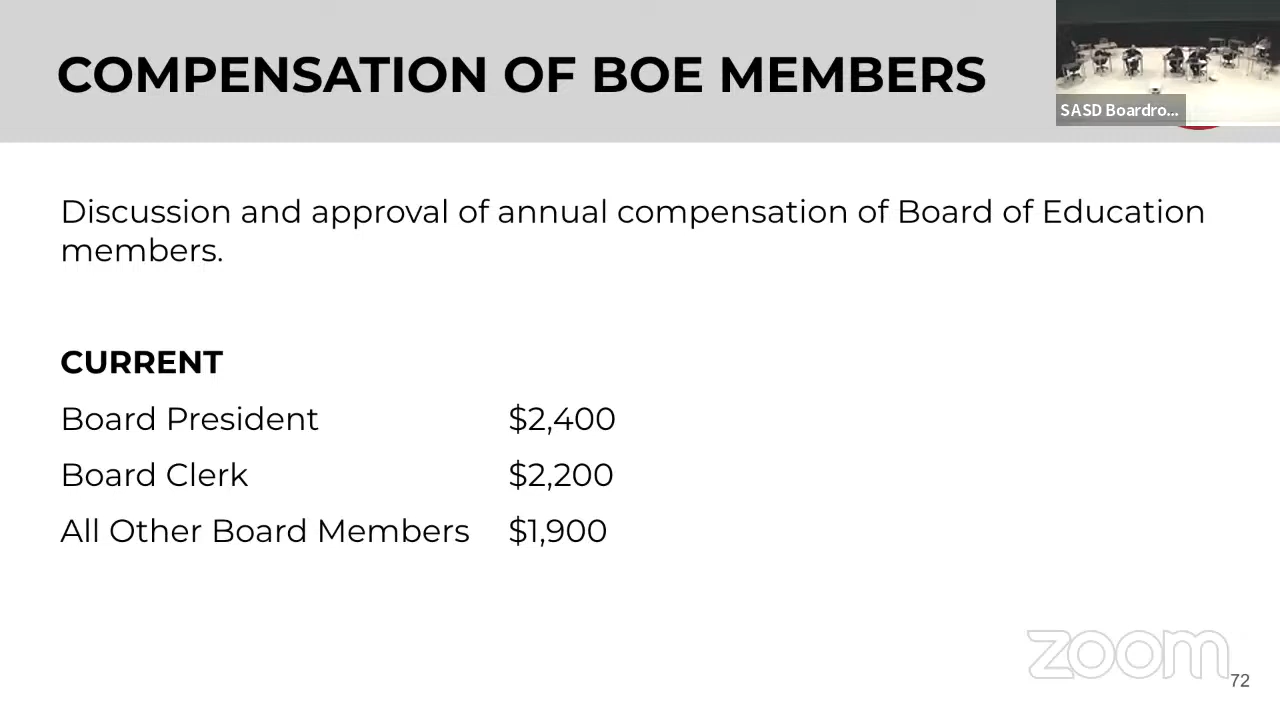 COMPENSATION OF BOE MEMBERS
SASD Boardro...
Discussion and approval of annual compensation of Board of Education
members.
CURRENT
Board President $2,400
Board Clerk $2,200
All Other Board Members $1,900
zoom
72